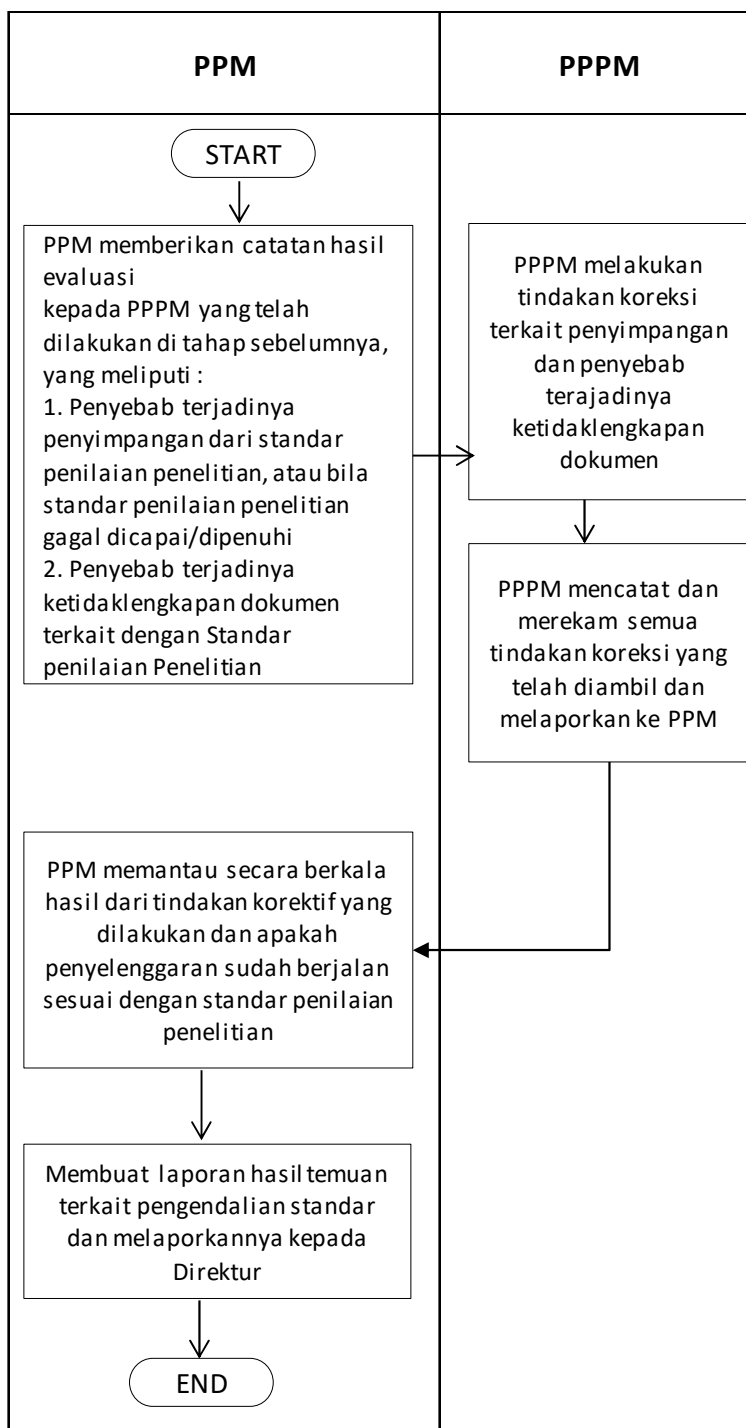 PPM
PPPM
START
PPM memberikan catatan hasil
evaluasi
kepada PPPM yang telah
dilakukan di tahap sebelumnya,
yang meliputi :
1. Penyebab terjadinya
penyimpangan dari standar
penilaian penelitian, atau bila
standar penilaian penelitian
gagal dicapai/dipenuhi
2. Penyebab terjadinya
ketidaklengkapan dokumen
terkait dengan Standar
penilaian Penelitian
PPPM melakukan
tindakan koreksi
terkait penyimpangan
dan penyebab
terajadinya
ketidaklengkapan
dokumen
PPPM mencatat dan
merekam semua
tindakan koreksi yang
telah diambil dan
melaporkan ke PPM
PPM memantau secara berkala
hasil dari tindakan korektif yang
dilakukan dan apakah
penyelenggaran sudah berjalan
sesuai dengan standar penilaian
penelitian
Membuat laporan hasil temuan
terkait pengendalian standar
dan melaporkannya kepada
Direktur
END